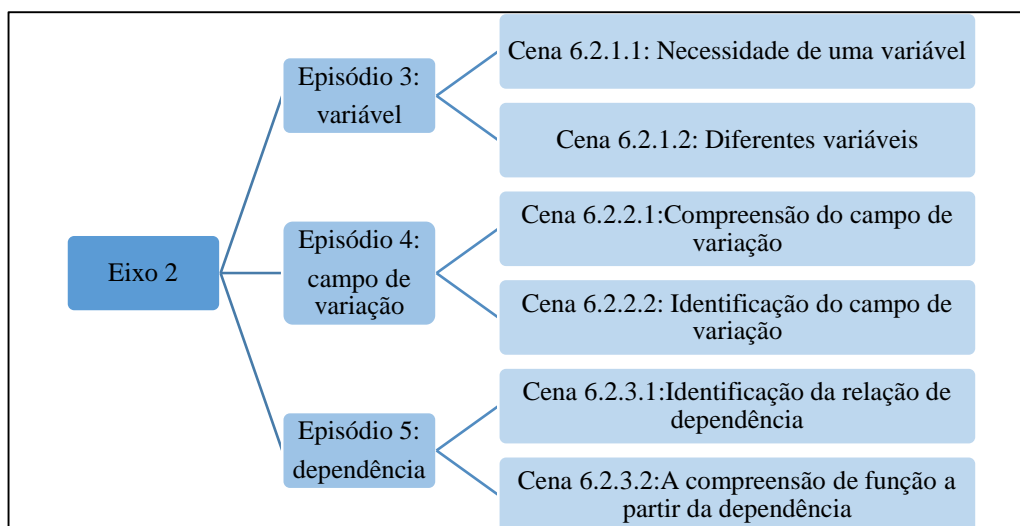 Eixo 2
Episódio 3:
variável
Cena 6.2.1.1: Necessidade de uma variável
Cena 6.2.1.2: Diferentes variáveis
Episódio 4:
campo de
variação
Cena 6.2.2.1:Compreensão do campo de
variação
Cena 6.2.2.2: Identificação do campo de
variação
Episódio 5:
dependência
Cena 6.2.3.1:Identificação da relação de
dependência
Cena 6.2.3.2:A compreensão de função a
partir da dependência